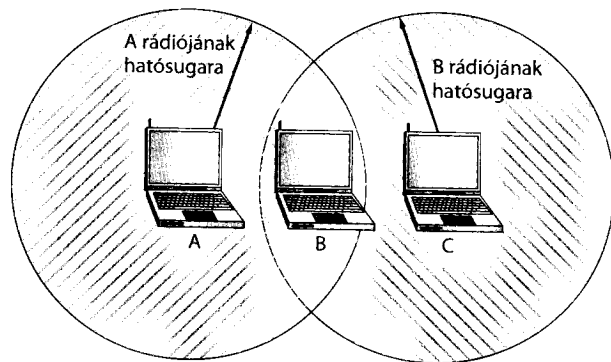 A rádiójának
hatósugara
B rádiójának
hatósugara
A
B
C